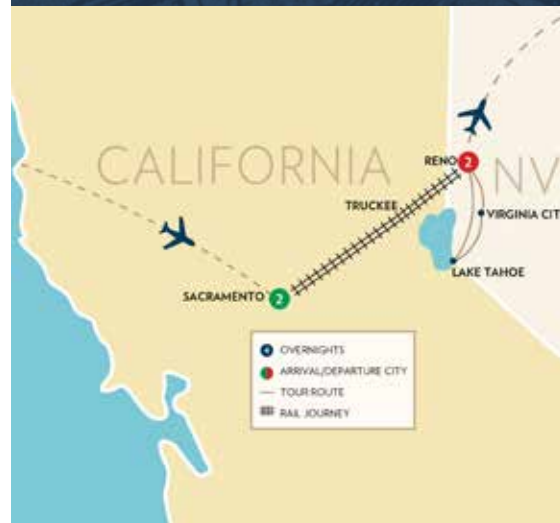 CALIFORNIA
NV
RENO 2
TRUCKEE
VIRGINIA CIT
LAKE TAHOE
SACRAMENTO 2
OVERNIGHTS
ARRIVAL/DEPARTURE CITY
TOUR ROUTE
RAIL JOURNEY